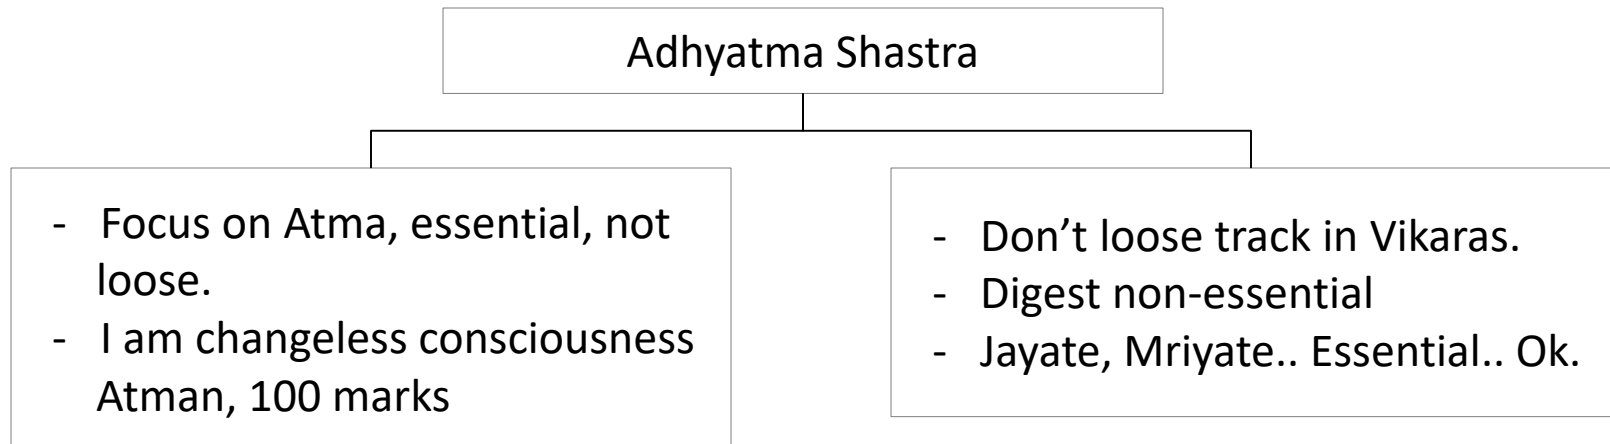 Adhyatma Shastra
- Focus on Atma, essential, not
loose.
- I am changeless consciousness
Atman, 100 marks
- Don’t loose track in Vikaras.
- Digest non-essential
- Jayate, Mriyate.. Essential.. Ok.